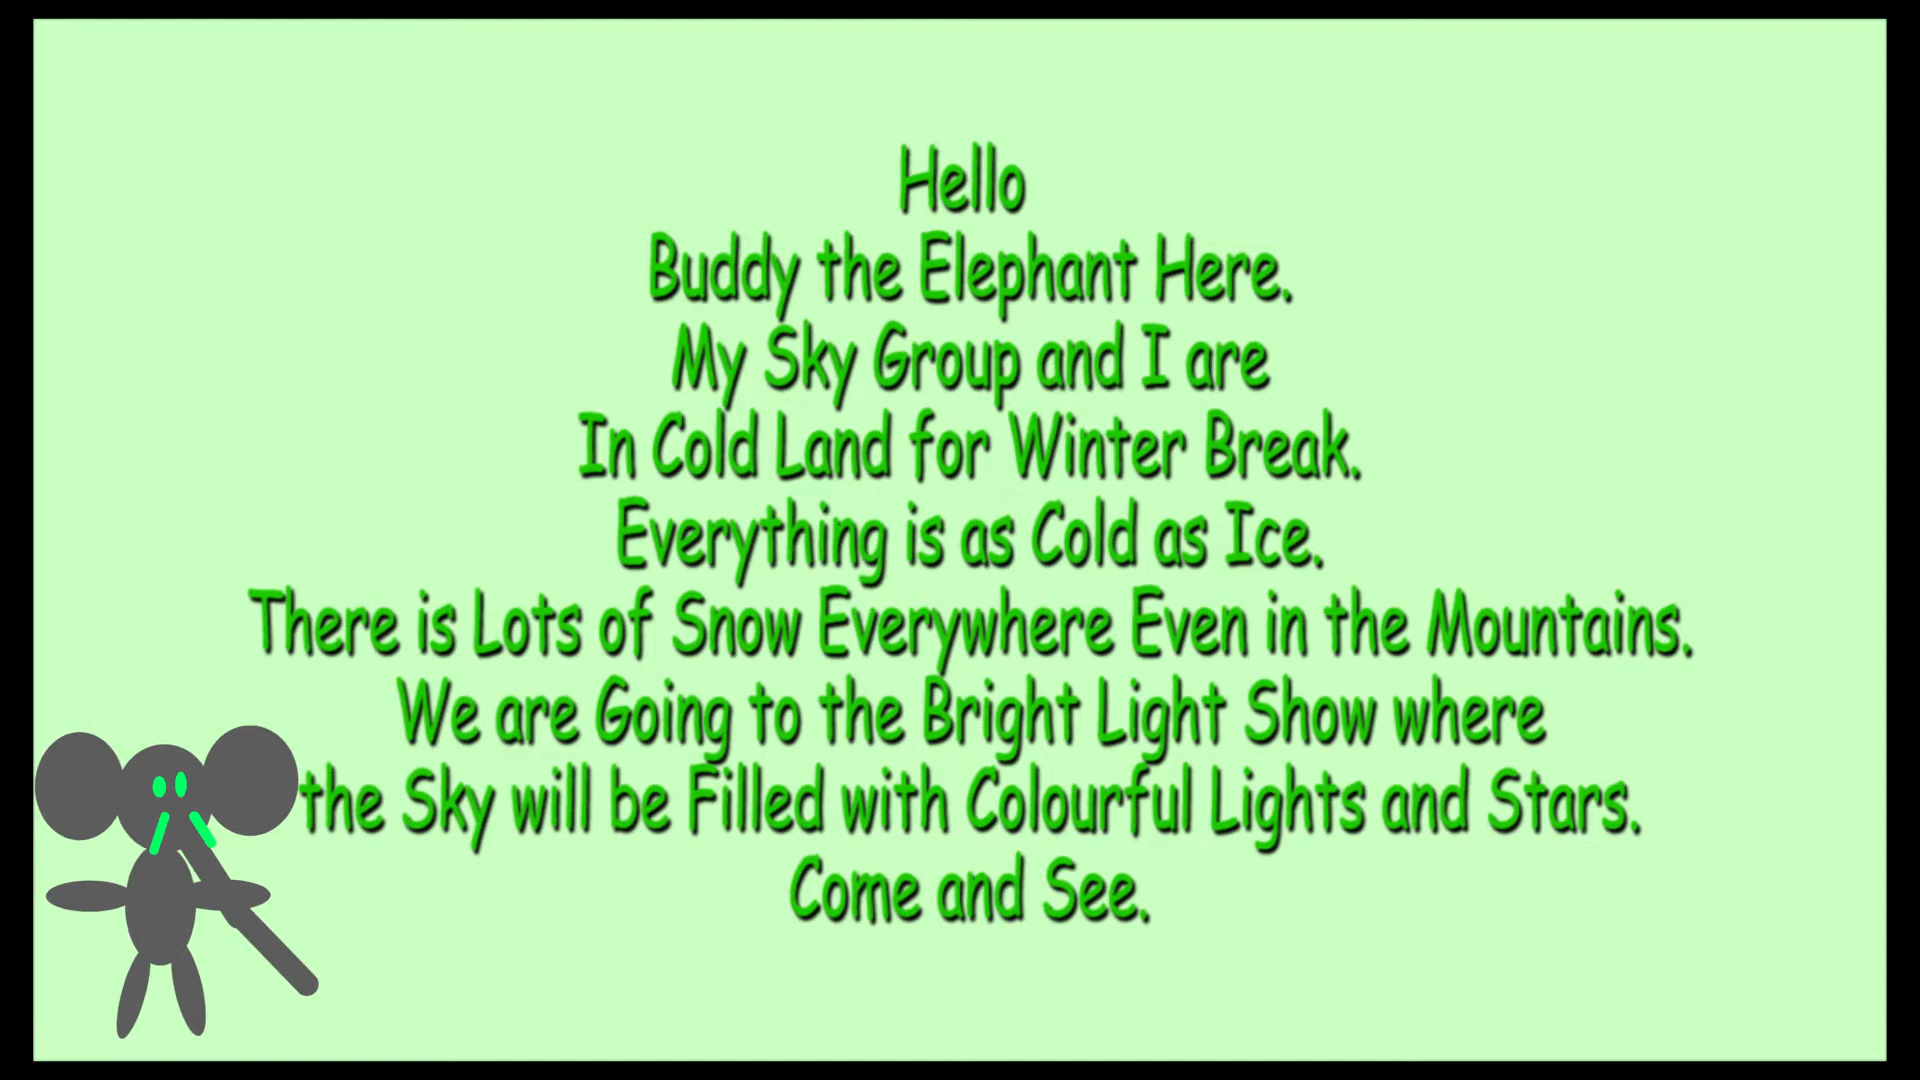 Hello
Buddy the Elephant Here.
My Sky Group and I are
In Cold Land for Winter Break.
Everything is as Cold as Ice.
There is Lots of Snow Everywhere Even in the Mountains.
We are Going to the Bright Light Show where
the Sky will be Filled with Colourful Lights and Stars.
Come and See.